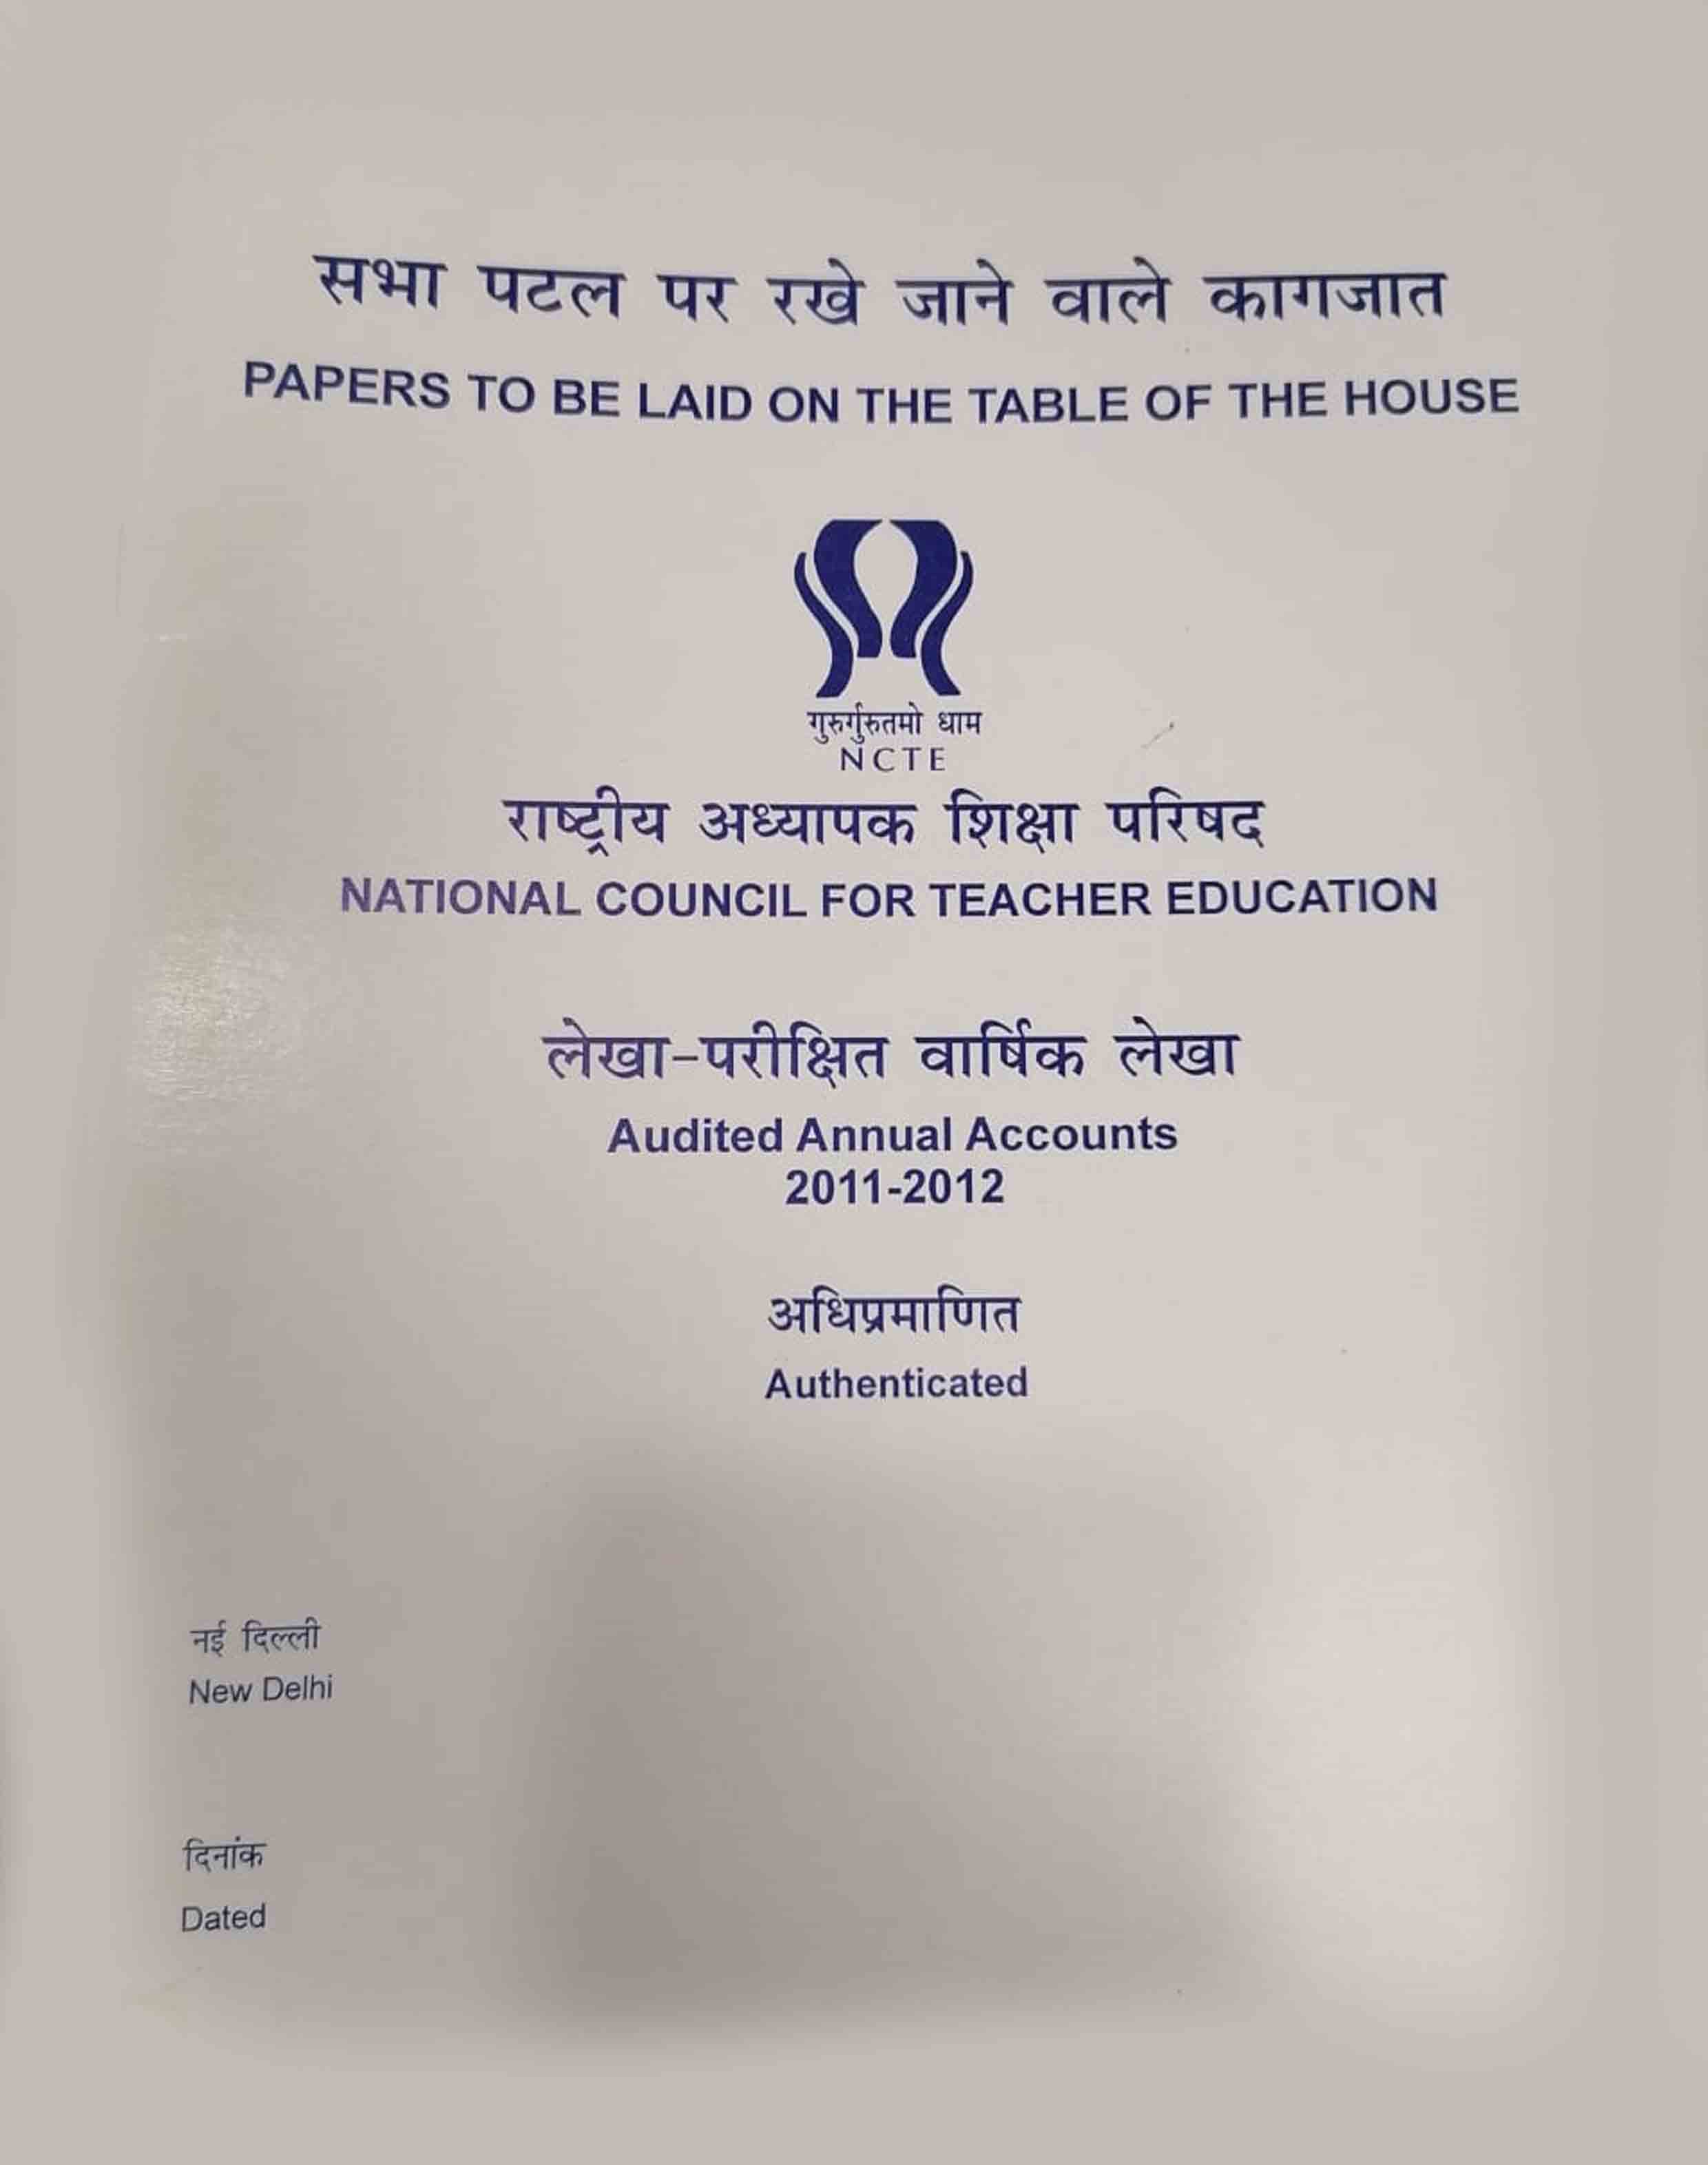 सभा पटल पर रखे जाने वाले कागजात
PAPERS TO BE LAID ON THE TABLE OF THE HOUSE
गुरुर्गुरुतमो धाम
NCTE
राष्ट्रीय अध्यापक शिक्षा परिषद
NATIONAL COUNCIL FOR TEACHER EDUCATION
लेखा-परीक्षित वार्षिक लेखा
Audited Annual Accounts
2011-2012
अधिप्रमाणित
Authenticated
नई दिल्ली
New Delhi
दिनांक
Dated